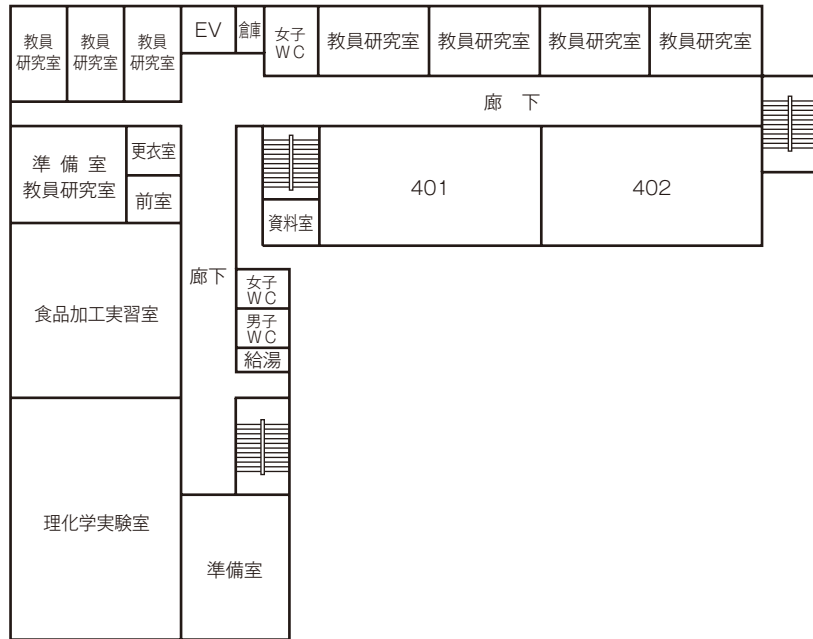 教員
研究室
教員
研究室
教員
研究室
EV
倉庫
女子
WC
教員研究室
教員研究室
教員研究室
教員研究室
廊 下
準 備 室
教員研究室
更衣室
前室
資料室
401
402
食品加工実習室
廊下
女子
WC
男子
WC
給湯
理化学実験室
準備室